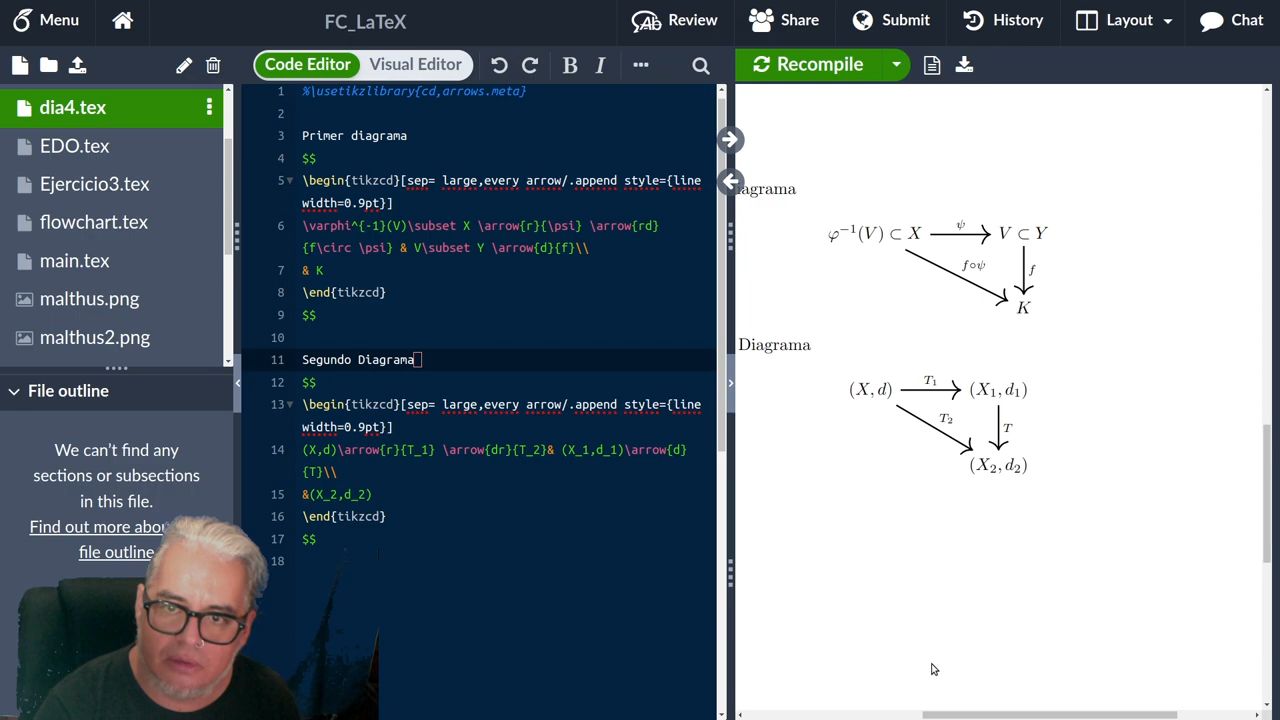 Menu
FC_LaTeX
Review
Share
Submit
History
Layout
Chat
Code Editor
Visual Editor
B
I
Recompile
dia4.tex
EDO.tex
Ejercicio3.tex
flowchart.tex
main.tex
malthus.png
malthus2.png
File outline
We can't find any
sections or subsections
in this file.
Find out more abou
file outline
1 %\usetikzlibrary{cd,arrows.meta}
2
3 Primer diagrama
4 $$
5 \begin{tikzcd}[sep= large,every arrow/.append style={line
width=0.9pt}]
6 \varphi^{-1}(V)\subset X \arrow{r}{\psi} \arrow{rd}
{f\circ \psi} & V\subset Y \arrow{d}{f}\\
7 & K
8 \end{tikzcd}
9 $$
10
11 Segundo Diagrama
12 $$
13 \begin{tikzcd}[sep= large,every arrow/.append style={line
width=0.9pt}]
14 (X,d)\arrow{r}{T_1} \arrow{dr}{T_2}& (X_1,d_1)\arrow{d}
{T}\\
15 &(X_2,d_2)
16 \end{tikzcd}
17 $$
18
iagrama
ψ
φ⁻¹(V) ⊂ X
V ⊂ Y
f∘ψ
f
K
Diagrama
T₁
(X, d)
(X₁, d₁)
T₂
T
(X₂, d₂)